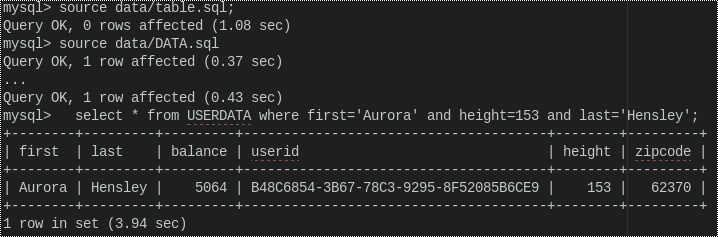 mysql> source data/table.sql;
Query OK, 0 rows affected (1.08 sec)
mysql> source data/DATA.sql
Query OK, 1 row affected (0.37 sec)
...
Query OK, 1 row affected (0.43 sec)
mysql>   select * from USERDATA where first='Aurora' and height=153 and last='Hensley';
+--------+---------+---------+--------------------------------------+--------+---------+
| first  | last    | balance | userid                               | height | zipcode |
+--------+---------+---------+--------------------------------------+--------+---------+
| Aurora | Hensley |    5064 | B48C6854-3B67-78C3-9295-8F52085B6CE9 |    153 |   62370 |
+--------+---------+---------+--------------------------------------+--------+---------+
1 row in set (3.94 sec)